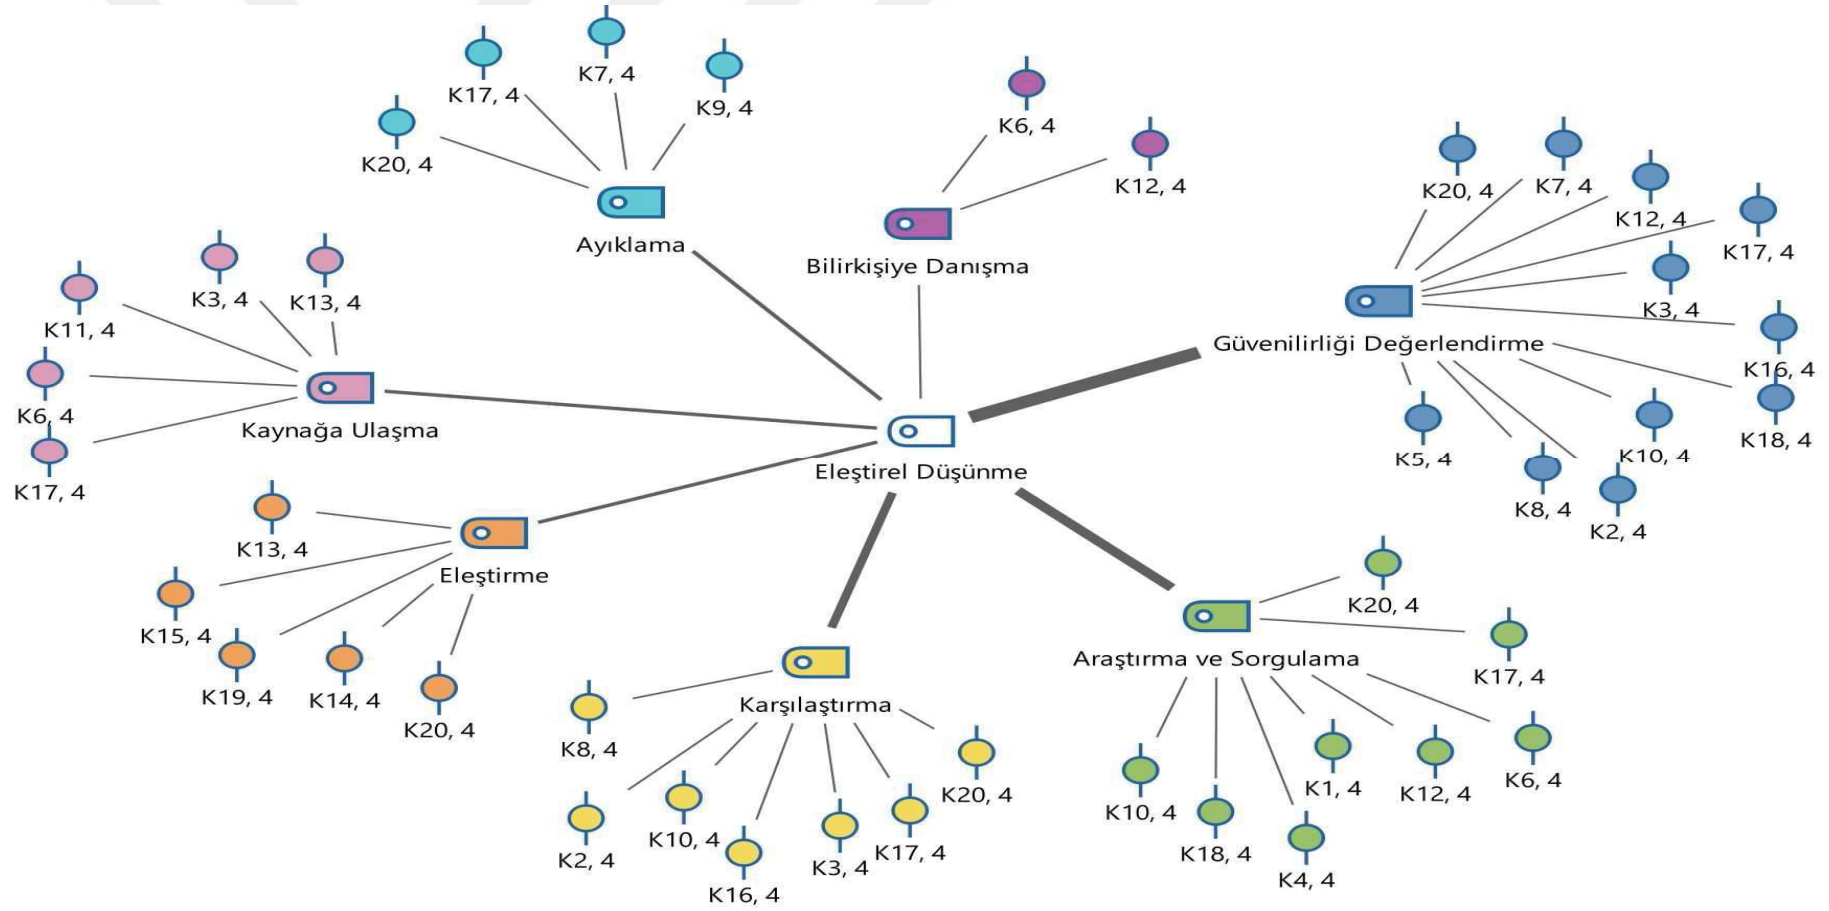 K7, 4
K17, 4
K9, 4
K20, 4
Ayıklama
K6, 4
K12, 4
Bilirkişiye Danışma
K20, 4
K7, 4
K12, 4
K17, 4
K3, 4
K16, 4
Güvenilirliği Değerlendirme
K18, 4
K5, 4
K10, 4
K8, 4
K2, 4
K3, 4
K13, 4
K11, 4
K6, 4
K17, 4
Kaynağa Ulaşma
Eleştirel Düşünme
K13, 4
Eleştirme
K15, 4
K19, 4
K14, 4
K20, 4
Karşılaştırma
K8, 4
K2, 4
K10, 4
K16, 4
K3, 4
K17, 4
K20, 4
Araştırma ve Sorgulama
K20, 4
K17, 4
K10, 4
K18, 4
K4, 4
K1, 4
K12, 4
K6, 4